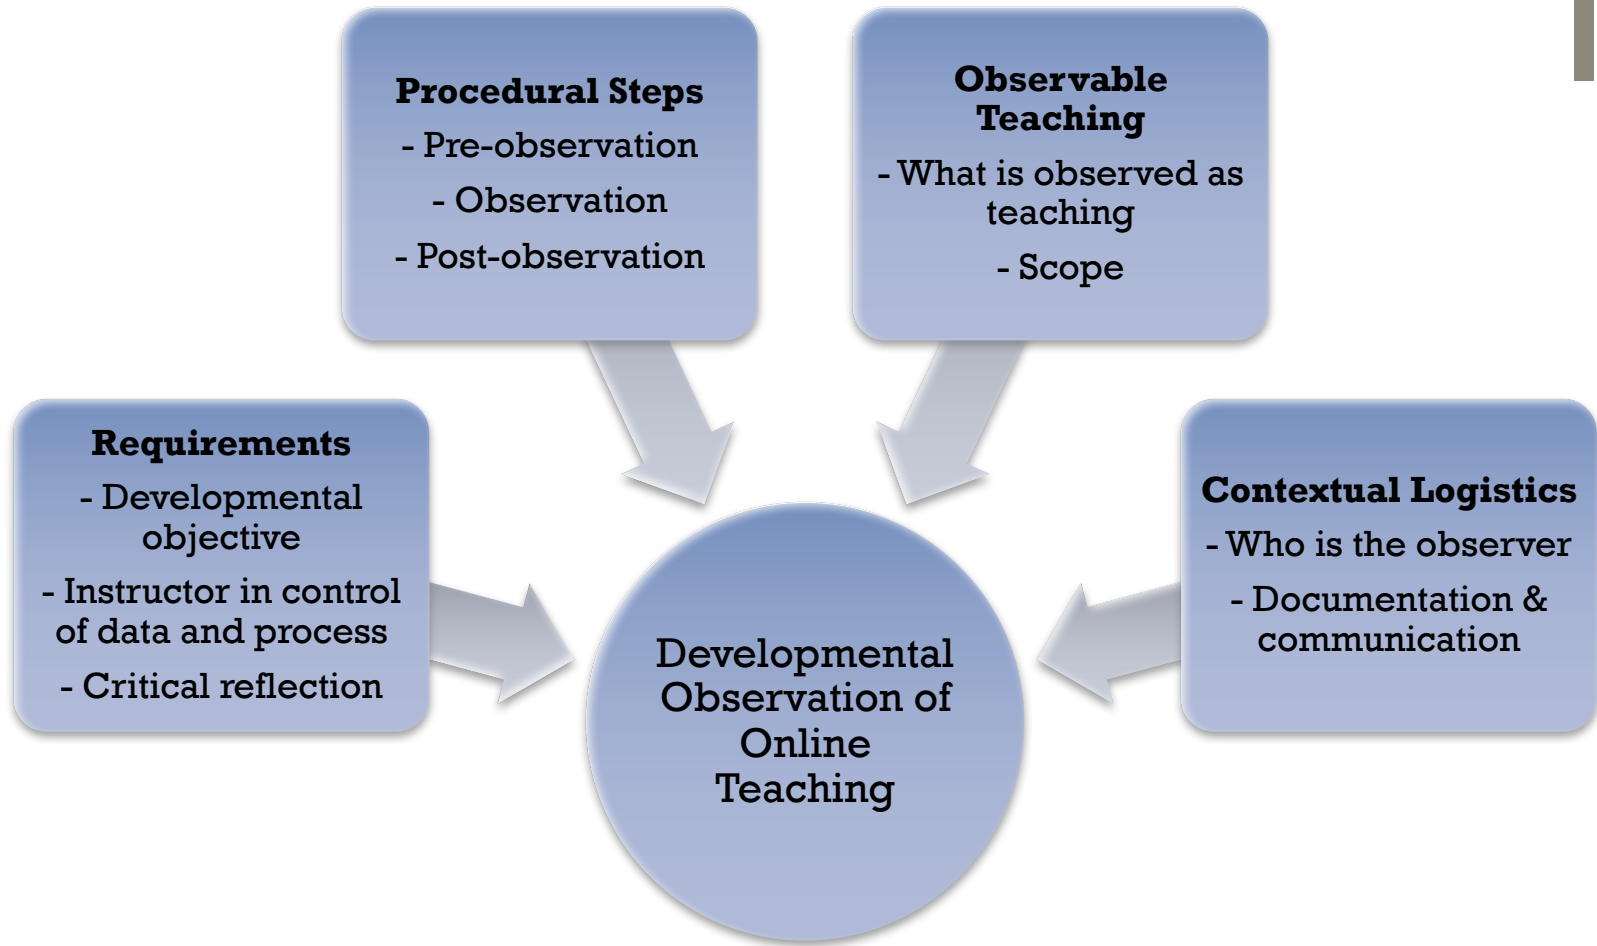 Procedural Steps
- Pre-observation
- Observation
- Post-observation
Observable
Teaching
- What is observed as
teaching
- Scope
Requirements
- Developmental
objective
- Instructor in control
of data and process
- Critical reflection
Contextual Logistics
- Who is the observer
- Documentation &
communication
Developmental
Observation of
Online
Teaching